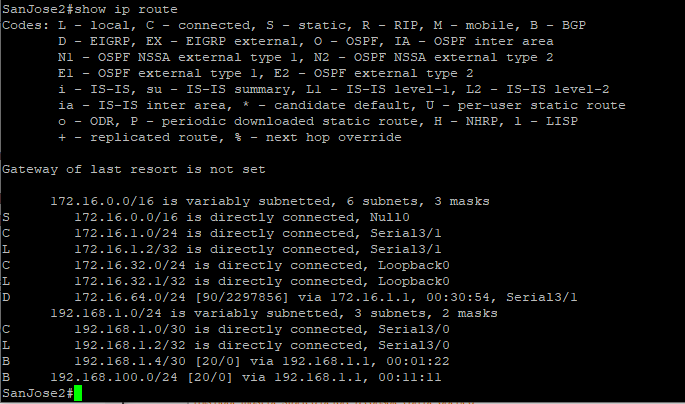 SanJose2#show ip route
Codes: L - local, C - connected, S - static, R - RIP, M - mobile, B - BGP
       D - EIGRP, EX - EIGRP external, O - OSPF, IA - OSPF inter area
       N1 - OSPF NSSA external type 1, N2 - OSPF NSSA external type 2
       E1 - OSPF external type 1, E2 - OSPF external type 2
       i - IS-IS, su - IS-IS summary, L1 - IS-IS level-1, L2 - IS-IS level-2
       ia - IS-IS inter area, * - candidate default, U - per-user static route
       o - ODR, P - periodic downloaded static route, H - NHRP, l - LISP
       + - replicated route, % - next hop override
Gateway of last resort is not set
      172.16.0.0/16 is variably subnetted, 6 subnets, 3 masks
S        172.16.0.0/16 is directly connected, Null0
C        172.16.1.0/24 is directly connected, Serial3/1
L        172.16.1.2/32 is directly connected, Serial3/1
C        172.16.32.0/24 is directly connected, Loopback0
L        172.16.32.1/32 is directly connected, Loopback0
D        172.16.64.0/24 [90/2297856] via 172.16.1.1, 00:30:54, Serial3/1
      192.168.1.0/24 is variably subnetted, 3 subnets, 2 masks
C        192.168.1.0/30 is directly connected, Serial3/0
L        192.168.1.2/32 is directly connected, Serial3/0
B        192.168.1.4/30 [20/0] via 192.168.1.1, 00:01:22
B     192.168.100.0/24 [20/0] via 192.168.1.1, 00:11:11
SanJose2#